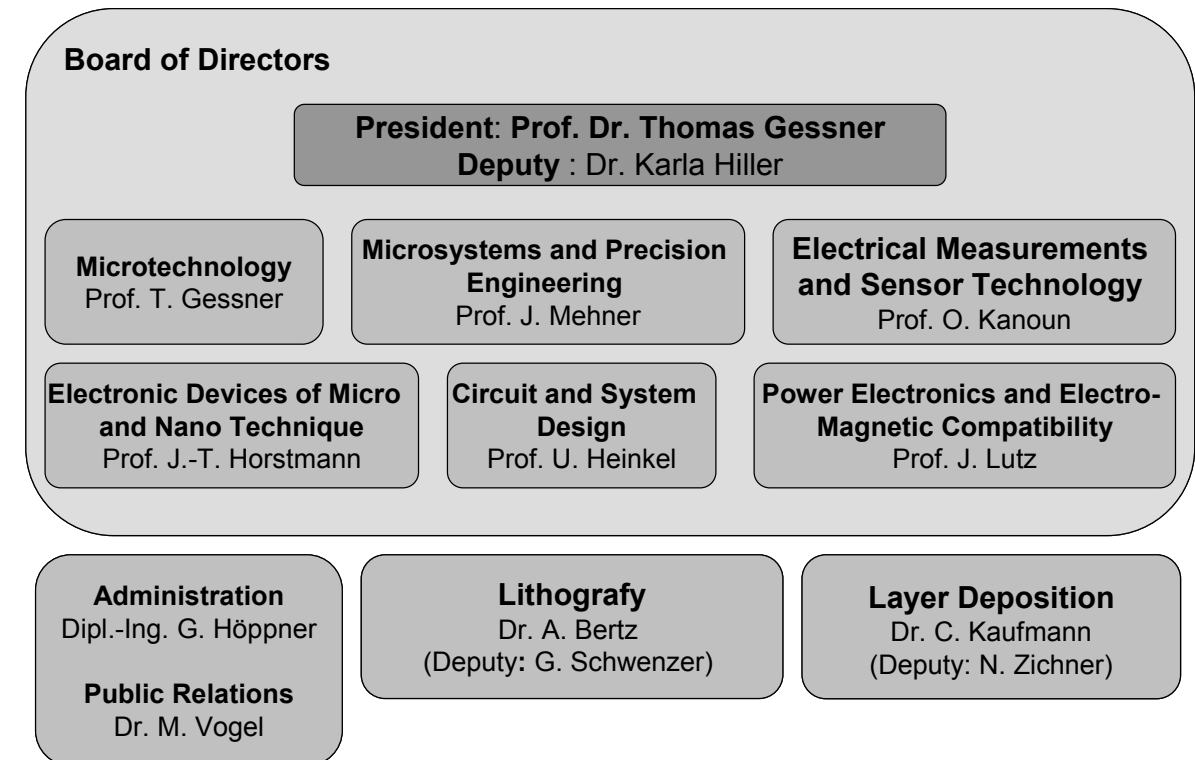 Board of Directors
President: Prof. Dr. Thomas Gessner
Deputy : Dr. Karla Hiller
Microtechnology
Prof. T. Gessner
Microsystems and Precision
Engineering
Prof. J. Mehner
Electrical Measurements
and Sensor Technology
Prof. O. Kanoun
Electronic Devices of Micro
and Nano Technique
Prof. J.-T. Horstmann
Circuit and System
Design
Prof. U. Heinkel
Power Electronics and Electro-
Magnetic Compatibility
Prof. J. Lutz
Administration
Dipl.-Ing. G. Höppner
Public Relations
Dr. M. Vogel
Lithografy
Dr. A. Bertz
(Deputy: G. Schwenzer)
Layer Deposition
Dr. C. Kaufmann
(Deputy: N. Zichner)